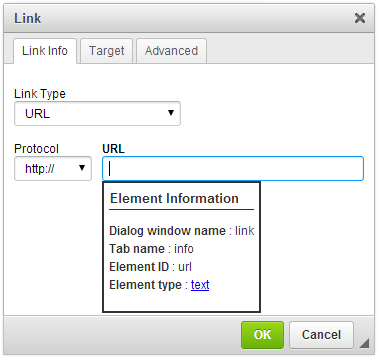 Link
Link Info Target Advanced
Link Type
URL
Protocol URL
http://
Element Information
Dialog window name : link
Tab name : info
Element ID : url
Element type : text
OK Cancel